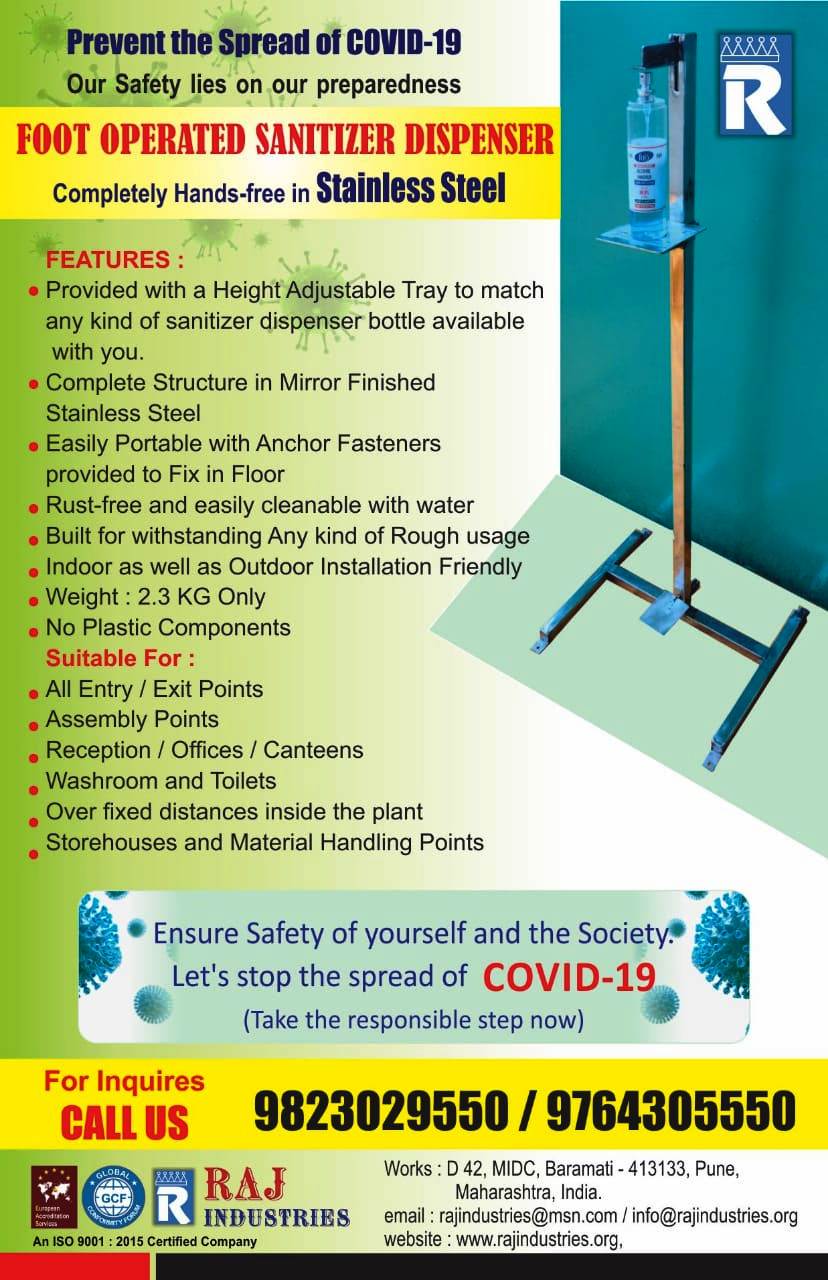 Prevent the Spread of COVID-19
Our Safety lies on our preparedness
FOOT OPERATED SANITIZER DISPENSER
Completely Hands-free in Stainless Steel
R
FEATURES :
Provided with a Height Adjustable Tray to match
any kind of sanitizer dispenser bottle available
with you.
Complete Structure in Mirror Finished
Stainless Steel
Easily Portable with Anchor Fasteners
provided to Fix in Floor
Rust-free and easily cleanable with water
Built for withstanding Any kind of Rough usage
Indoor as well as Outdoor Installation Friendly
Weight : 2.3 KG Only
No Plastic Components
Suitable For :
All Entry / Exit Points
Assembly Points
Reception / Offices / Canteens
Washroom and Toilets
Over fixed distances inside the plant
Storehouses and Material Handling Points
Ensure Safety of yourself and the Society.
Let's stop the spread of COVID-19
(Take the responsible step now)
For Inquires
CALL US
9823029550 / 9764305550
European
Accreditation
Services
GLOBAL
GCF
CONFORMITY FORUM
R
RAJ
INDUSTRIES
An ISO 9001 : 2015 Certified Company
Works : D 42, MIDC, Baramati - 413133, Pune,
Maharashtra, India.
email : rajindustries@msn.com / info@rajindustries.org
website : www.rajindustries.org,